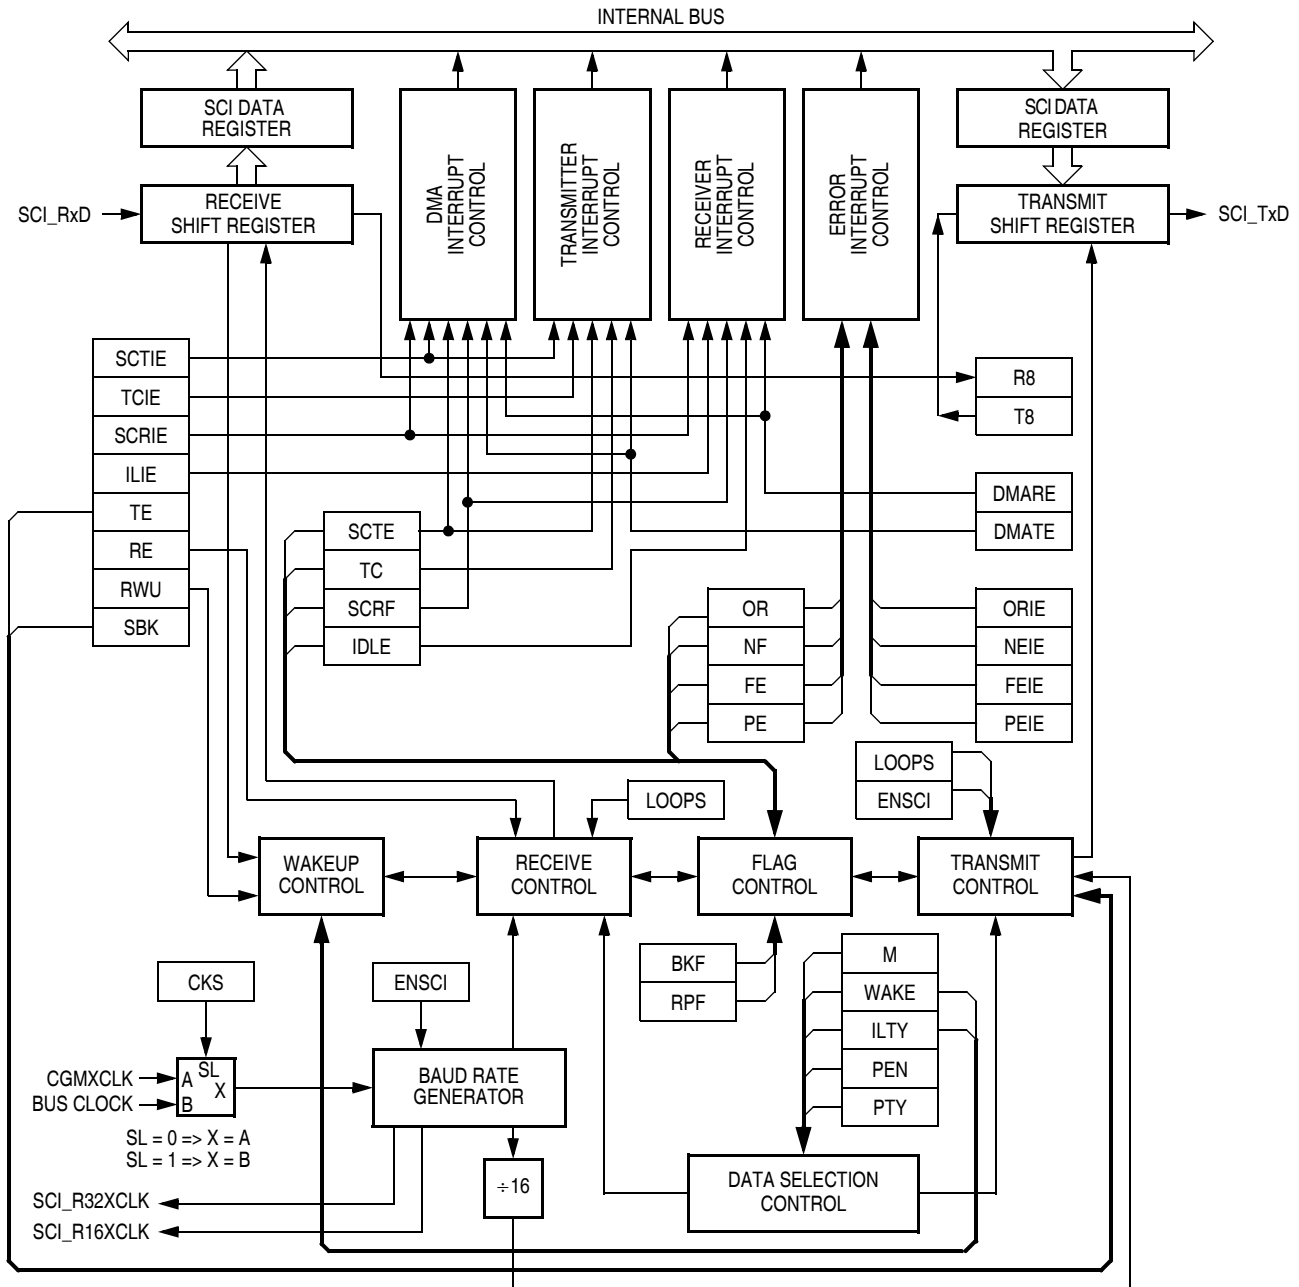 INTERNAL BUS
SCI DATA
REGISTER
SCI DATA
REGISTER
DMA
INTERRUPT
CONTROL
TRANSMITTER
INTERRUPT
CONTROL
RECEIVER
INTERRUPT
CONTROL
ERROR
INTERRUPT
CONTROL
SCI_RxD
RECEIVE
SHIFT REGISTER
TRANSMIT
SHIFT REGISTER
SCI_TxD
SCTIE
TCIE
SCRIE
ILIE
TE
RE
RWU
SBK
R8
T8
DMARE
DMATE
SCTE
TC
SCRF
IDLE
OR
NF
FE
PE
ORIE
NEIE
FEIE
PEIE
LOOPS
LOOPS
ENSCI
WAKEUP
CONTROL
RECEIVE
CONTROL
FLAG
CONTROL
TRANSMIT
CONTROL
BKF
RPF
M
WAKE
ILTY
PEN
PTY
CKS
ENSCI
CGMXCLK
BUS CLOCK
A
SL
X
B
SL = 0 => X = A
SL = 1 => X = B
BAUD RATE
GENERATOR
÷16
DATA SELECTION
CONTROL
SCI_R32XCLK
SCI_R16XCLK